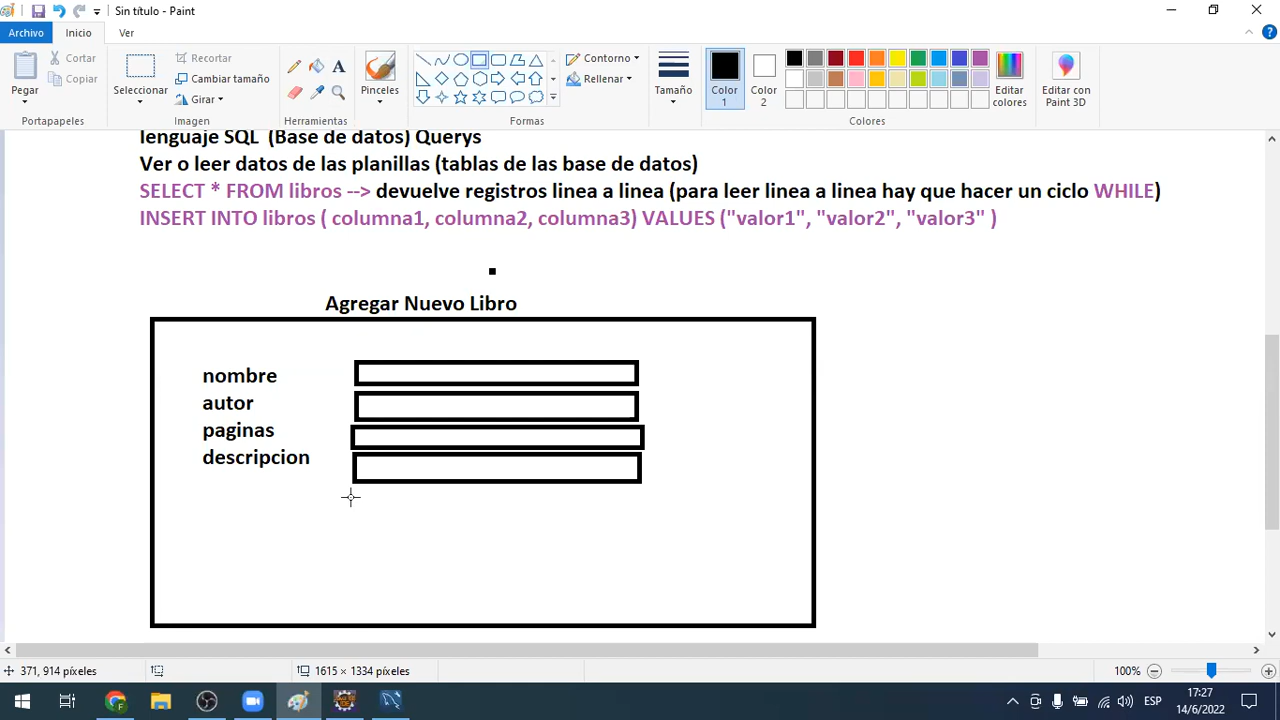 Sin título - Paint
Archivo
Inicio
Ver
Pegar
Cortar
Copiar
Portapapeles
Seleccionar
Recortar
Cambiar tamaño
Girar
Imagen
A
Herramientas
Pinceles
Contorno
Rellenar
Formas
Tamaño
Color 1
Color 2
Editar colores
Colores
Editar con Paint 3D
lenguaje SQL (Base de datos) Querys
Ver o leer datos de las planillas (tablas de las base de datos)
SELECT * FROM libros --> devuelve registros linea a linea (para leer linea a linea hay que hacer un ciclo WHILE)
INSERT INTO libros ( columna1, columna2, columna3) VALUES ("valor1", "valor2", "valor3" )
Agregar Nuevo Libro
nombre
autor
paginas
descripcion
371, 914 píxeles
1615 × 1334 píxeles
100%
ESP
17:27
14/6/2022